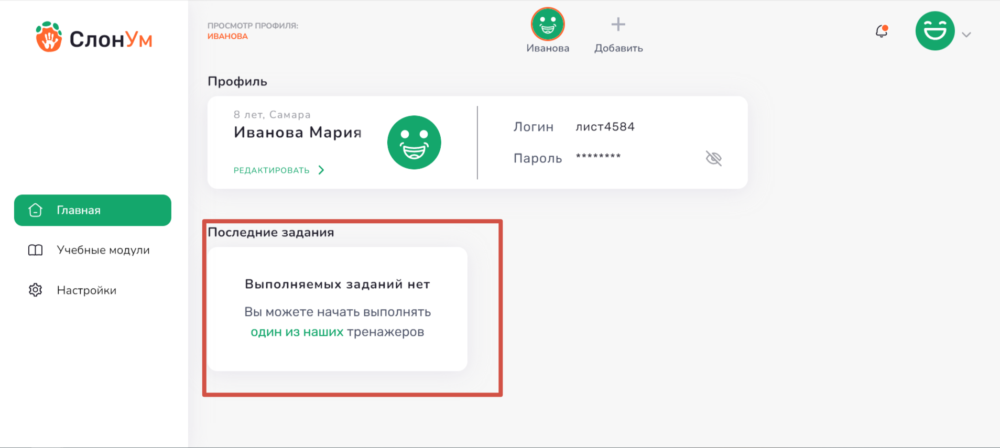 СлонУм
ПРОСМОТР ПРОФИЛЯ:
ИВАНОВА
Иванова
Добавить
Профиль
8 лет, Самара
Иванова Мария
РЕДАКТИРОВАТЬ
Логин лист4584
Пароль ********
Главная
Учебные модули
Настройки
Последние задания
Выполняемых заданий нет
Вы можете начать выполнять
один из наших тренажеров